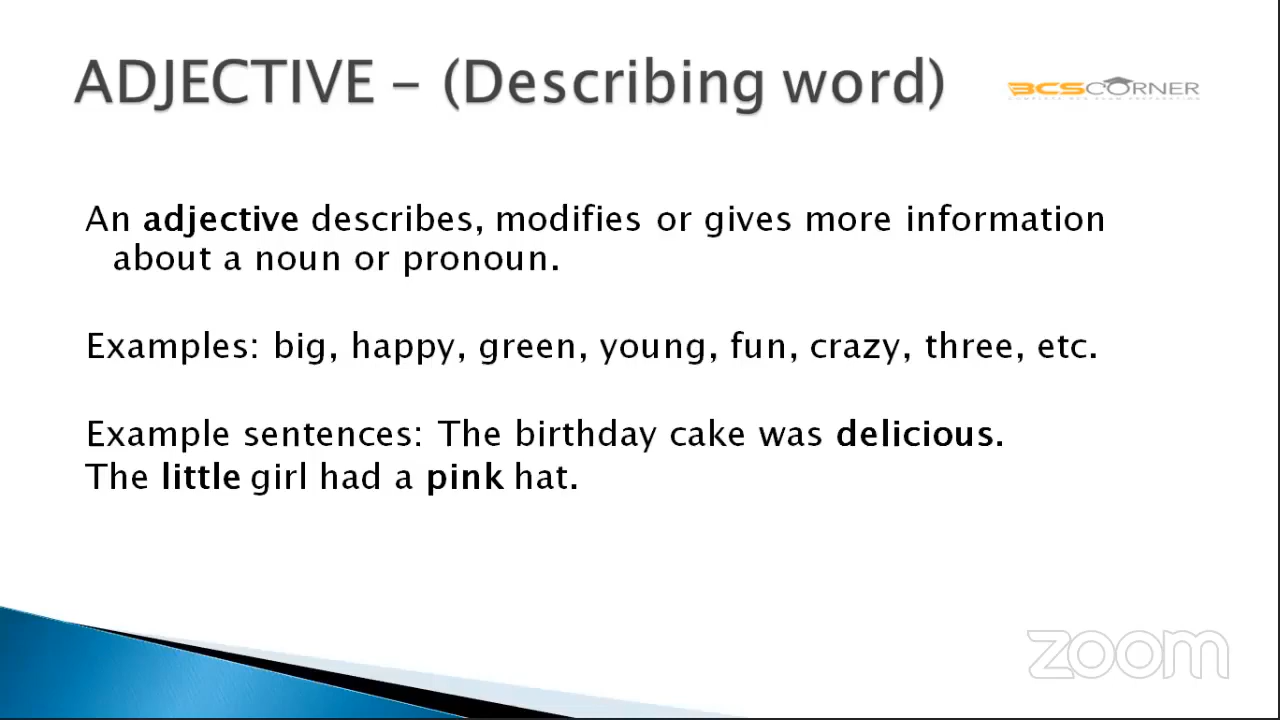 ADJECTIVE – (Describing word)
BCSCORNER
An adjective describes, modifies or gives more information
about a noun or pronoun.
Examples: big, happy, green, young, fun, crazy, three, etc.
Example sentences: The birthday cake was delicious.
The little girl had a pink hat.
zoom